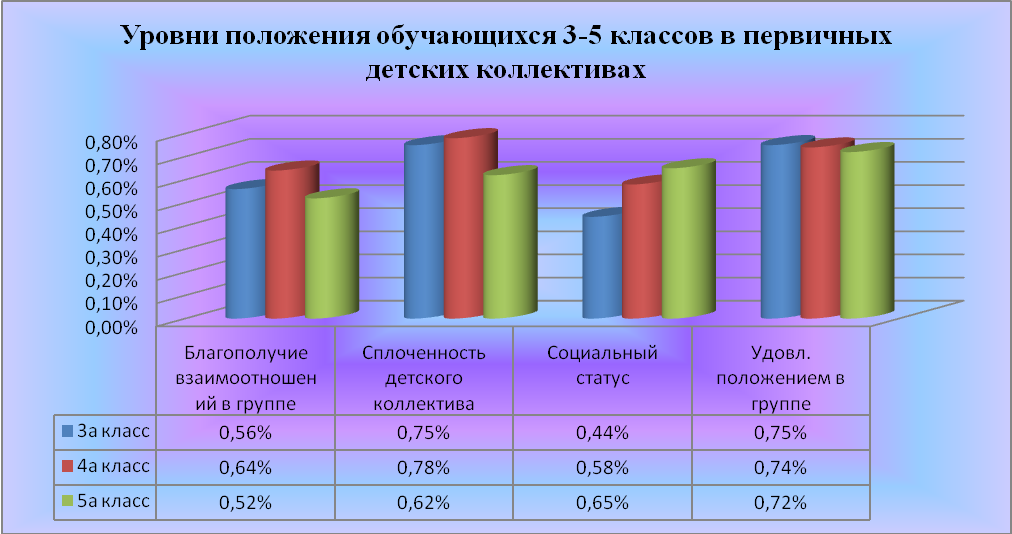 Уровни положения обучающихся 3-5 классов в первичных
детских коллективах
0,80%
0,70%
0,60%
0,50%
0,40%
0,30%
0,20%
0,10%
0,00%
Благополучие
взаимоотношен
ий в группе
Сплоченность
детского
коллектива
Социальный
статус
Удовл.
положением в
группе
3а класс 0,56% 0,75% 0,44% 0,75%
4а класс 0,64% 0,78% 0,58% 0,74%
5а класс 0,52% 0,62% 0,65% 0,72%